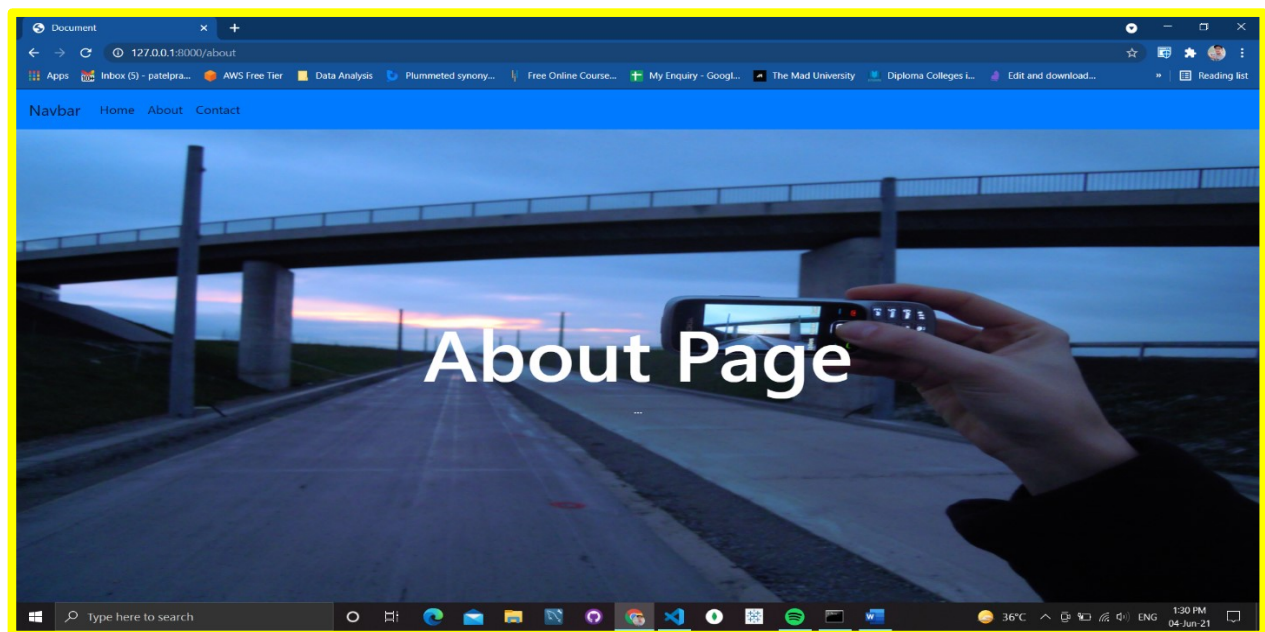 Document
127.0.0.1:8000/about
Apps Inbox (5) - patelpra... AWS Free Tier Data Analysis Plummeted synony... Free Online Course... My Enquiry - Googl... The Mad University Diploma Colleges i... Edit and download... » Reading list
Navbar Home About Contact
About Page
...
Type here to search 36°C ENG 1:30 PM
04-Jun-21